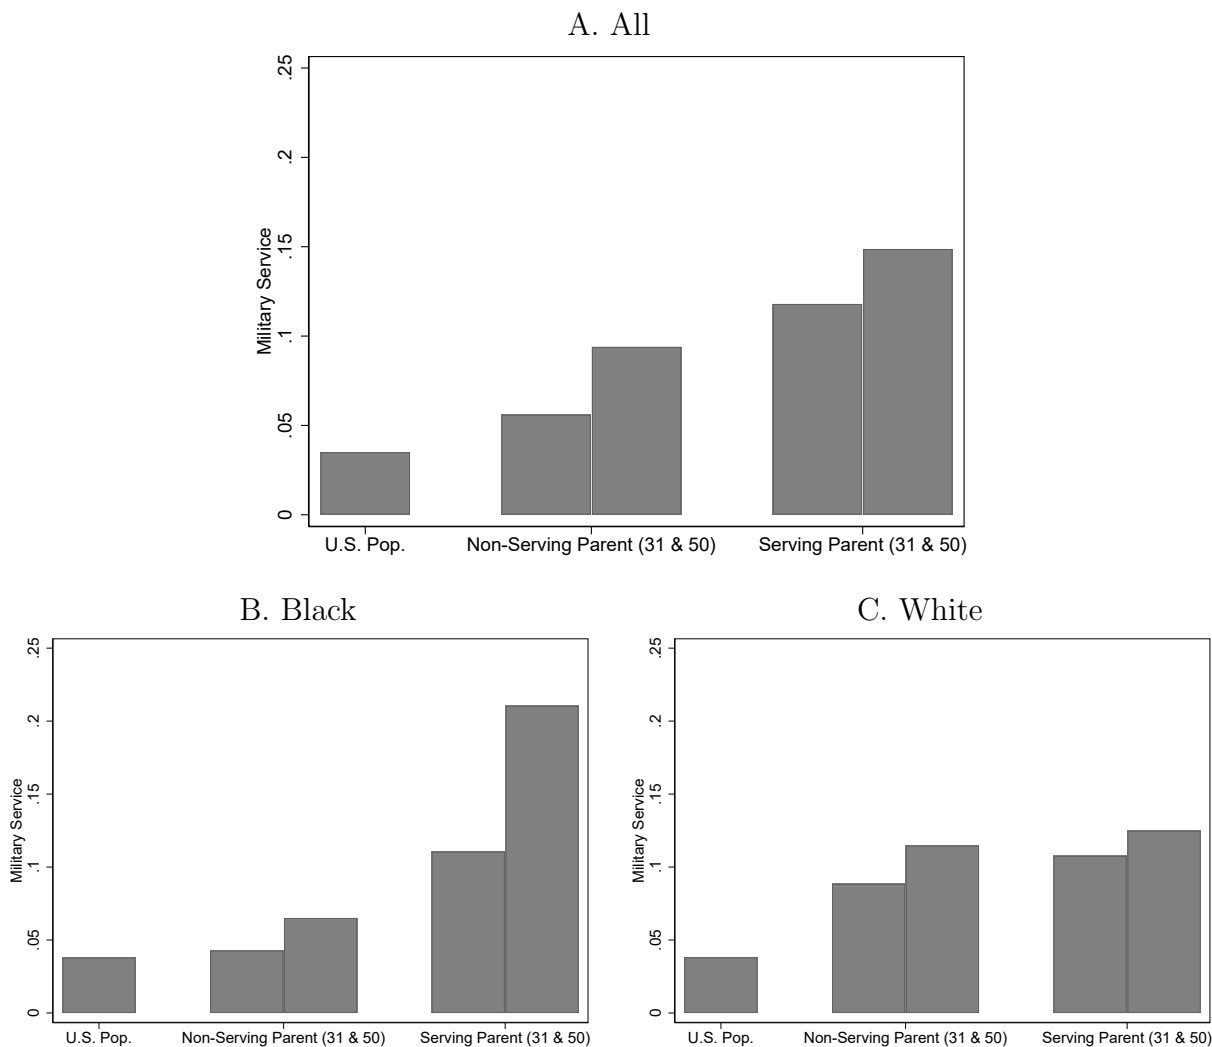 A. All
Military Service
.25
.2
.15
.1
.05
0
U.S. Pop.
Non-Serving Parent (31 & 50)
Serving Parent (31 & 50)
B. Black
Military Service
.25
.2
.15
.1
.05
0
U.S. Pop.
Non-Serving Parent (31 & 50)
Serving Parent (31 & 50)
C. White
Military Service
.25
.2
.15
.1
.05
0
U.S. Pop.
Non-Serving Parent (31 & 50)
Serving Parent (31 & 50)